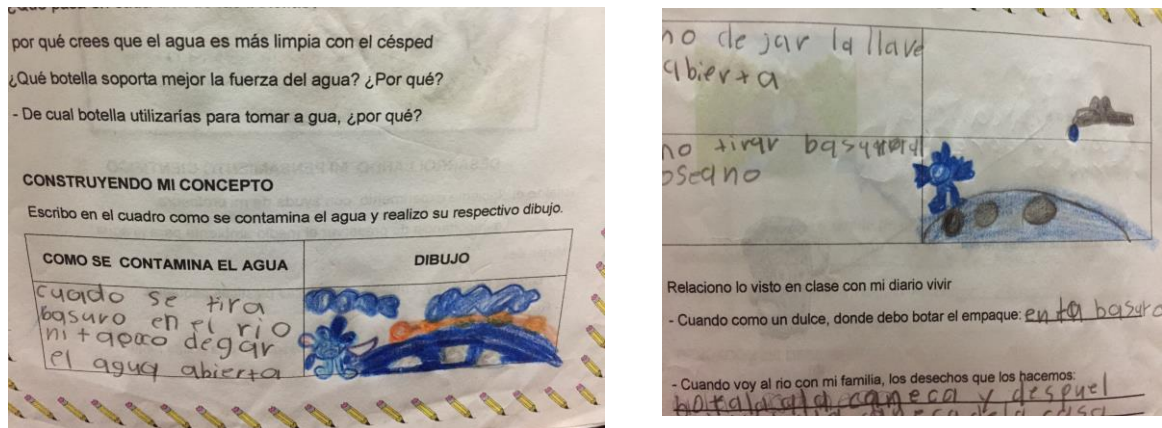 por qué crees que el agua es más limpia con el césped
¿Qué botella soporta mejor la fuerza del agua? ¿Por qué?
- De cual botella utilizarías para tomar a gua, ¿por qué?
CONSTRUYENDO MI CONCEPTO
Escribo en el cuadro como se contamina el agua y realizo su respectivo dibujo.
COMO SE CONTAMINA EL AGUA
DIBUJO
cuado se tira
basuro en el rio
ni tapoco degar
el agua abierta
no de jar la llave
abierta
no tirar basura
oseano
Relaciono lo visto en clase con mi diario vivir
- Cuando como un dulce, donde debo botar el empaque: en la basura
- Cuando voy al rio con mi familia, los desechos que los hacemos:
caneca y despuel